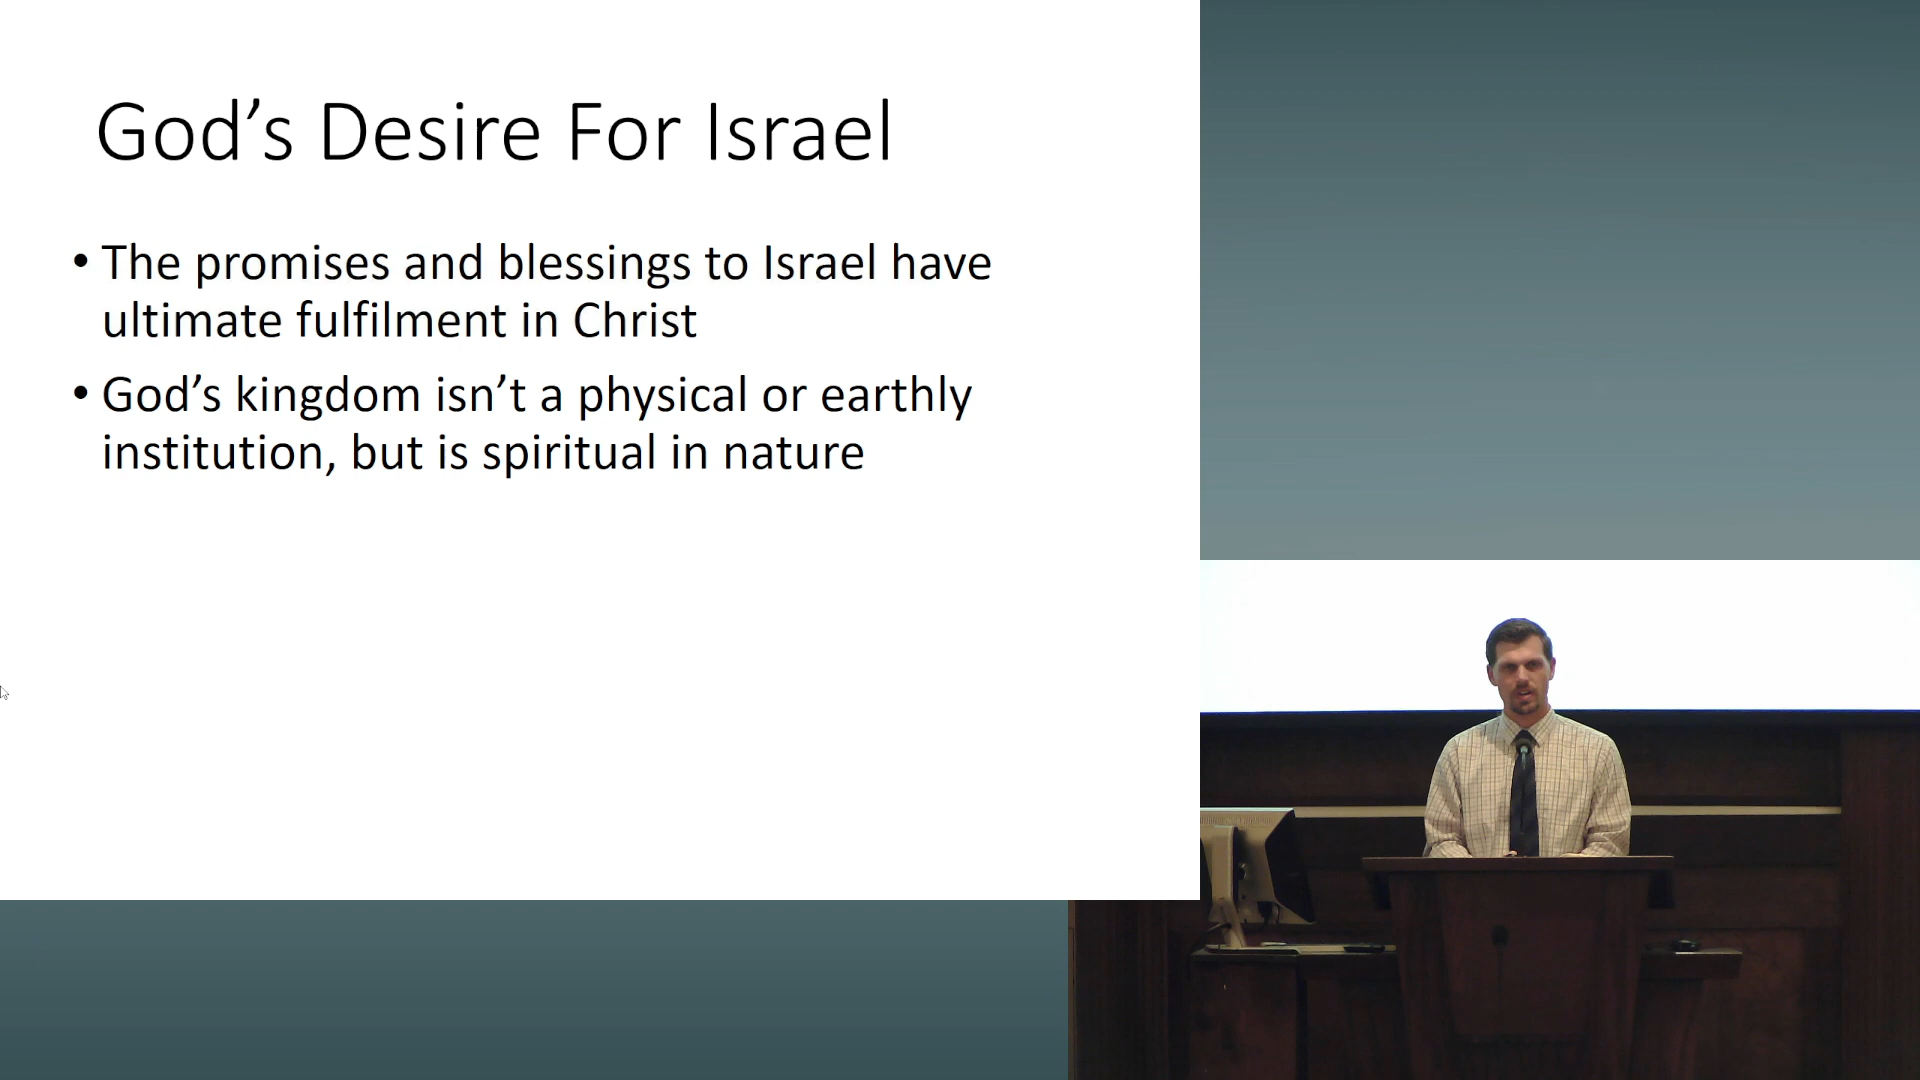 God’s Desire For Israel
• The promises and blessings to Israel have
ultimate fulfilment in Christ
• God’s kingdom isn’t a physical or earthly
institution, but is spiritual in nature